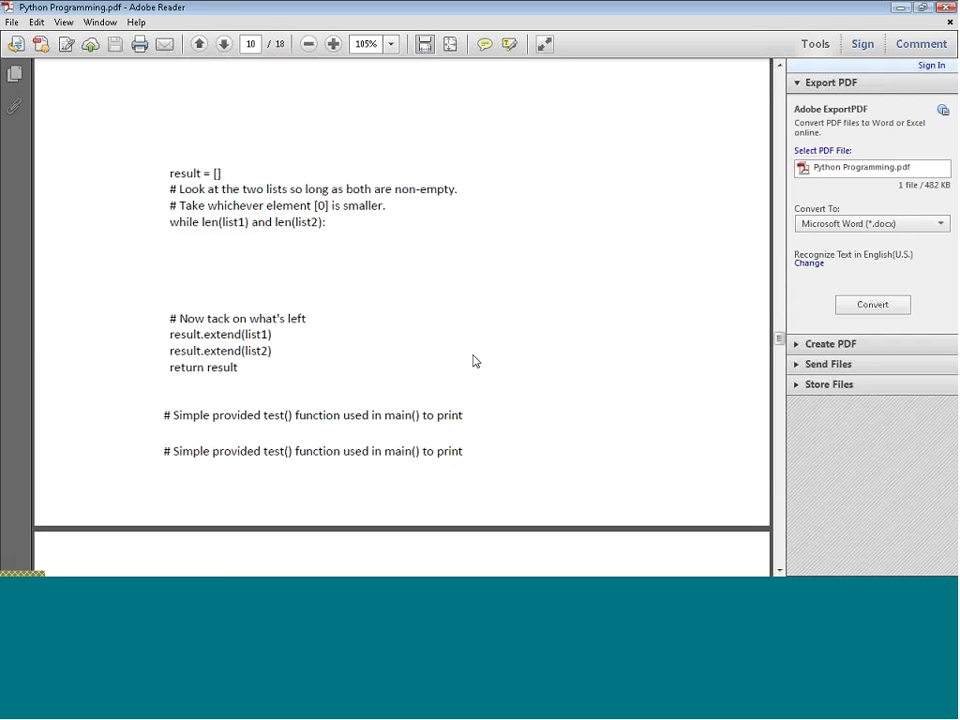 Python Programming.pdf - Adobe Reader
File Edit View Window Help
10 / 18 105% Tools Sign Comment
Sign In
Export PDF
Adobe ExportPDF
Convert PDF files to Word or Excel
online.
Select PDF File:
Python Programming.pdf
1 file / 482 KB
Convert To:
Microsoft Word (*.docx)
Recognize Text in English(U.S.)
Change
Convert
Create PDF
Send Files
Store Files
result = []
# Look at the two lists so long as both are non-empty.
# Take whichever element [0] is smaller.
while len(list1) and len(list2):
# Now tack on what's left
result.extend(list1)
result.extend(list2)
return result
# Simple provided test() function used in main() to print
# Simple provided test() function used in main() to print